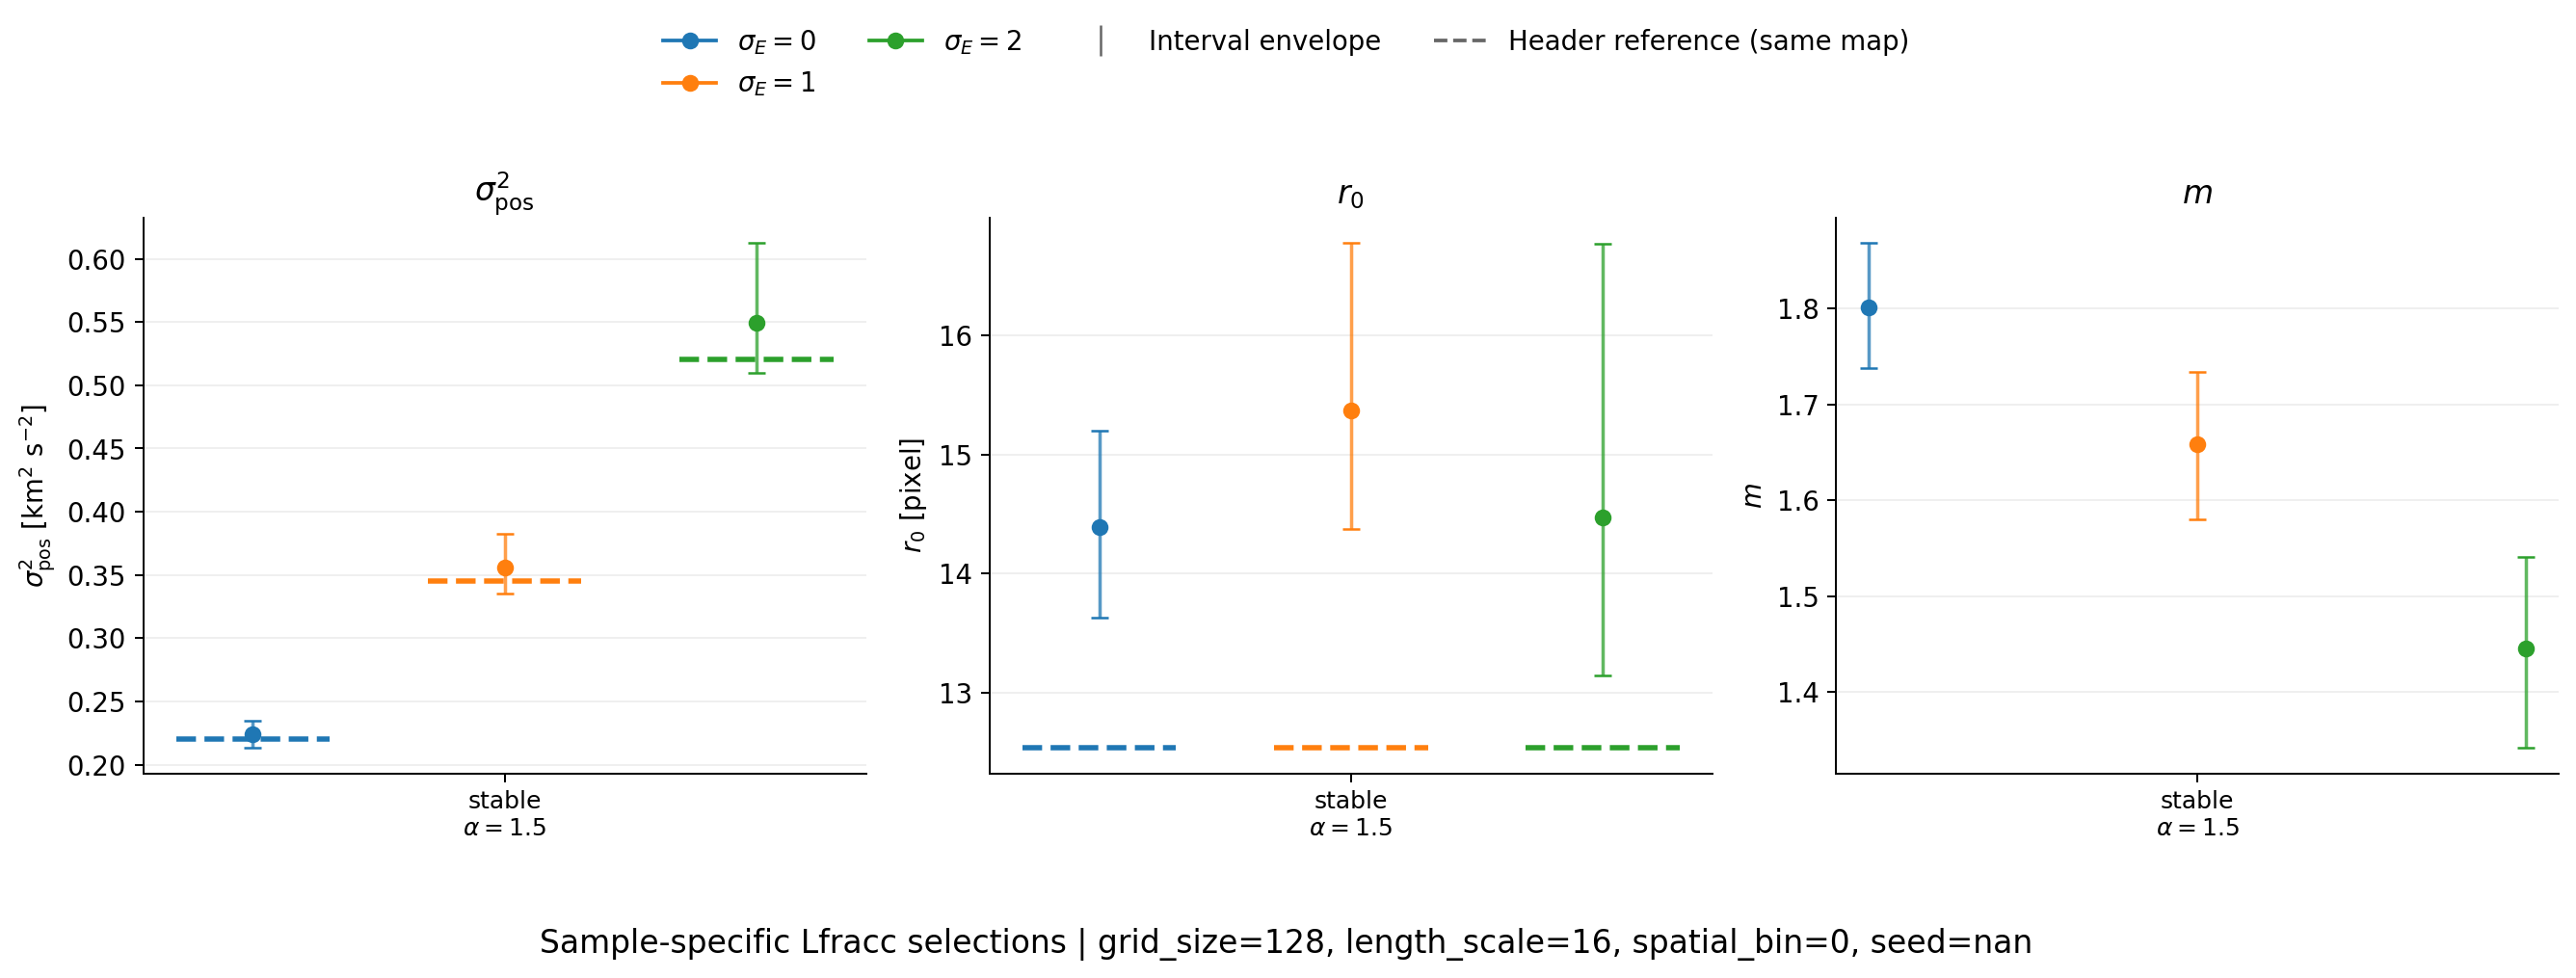 σ_E = 0
σ_E = 1
σ_E = 2
Interval envelope
Header reference (same map)
σ²_pos
σ²_pos [km² s⁻²]
0.60
0.55
0.50
0.45
0.40
0.35
0.30
0.25
0.20
stable
α = 1.5
r₀
r₀ [pixel]
16
15
14
13
stable
α = 1.5
m
m
1.8
1.7
1.6
1.5
1.4
stable
α = 1.5
Sample-specific Lfracc selections | grid_size=128, length_scale=16, spatial_bin=0, seed=nan